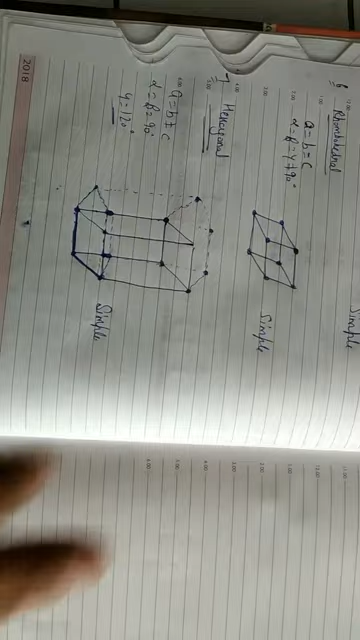 Simple
6 Rhombohedral
a = b = c
α = β = γ ≠ 90°
Simple
7 Hexagonal
a = b ≠ c
α = β = 90°
γ = 120°
Simple
2018